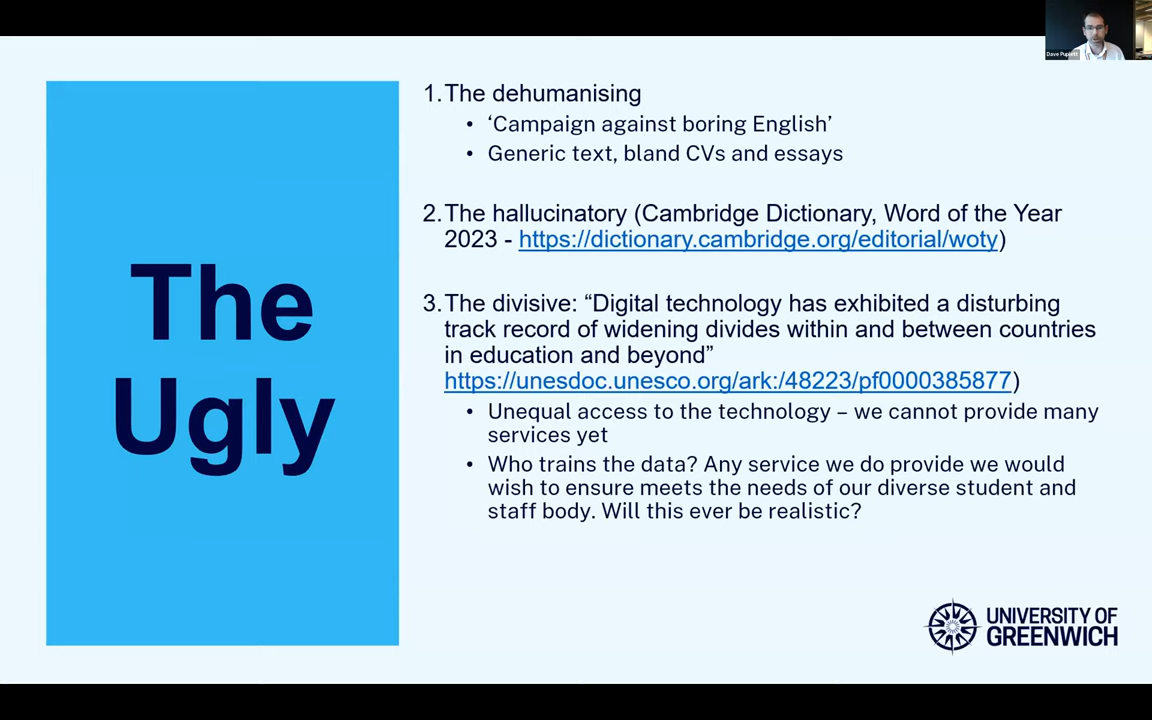 Dave Puplett
The
Ugly
1. The dehumanising
• ‘Campaign against boring English’
• Generic text, bland CVs and essays
2. The hallucinatory (Cambridge Dictionary, Word of the Year
2023 - https://dictionary.cambridge.org/editorial/woty)
3. The divisive: “Digital technology has exhibited a disturbing
track record of widening divides within and between countries
in education and beyond”
https://unesdoc.unesco.org/ark:/48223/pf0000385877)
• Unequal access to the technology – we cannot provide many
services yet
• Who trains the data? Any service we do provide we would
wish to ensure meets the needs of our diverse student and
staff body. Will this ever be realistic?
UNIVERSITY OF
GREENWICH